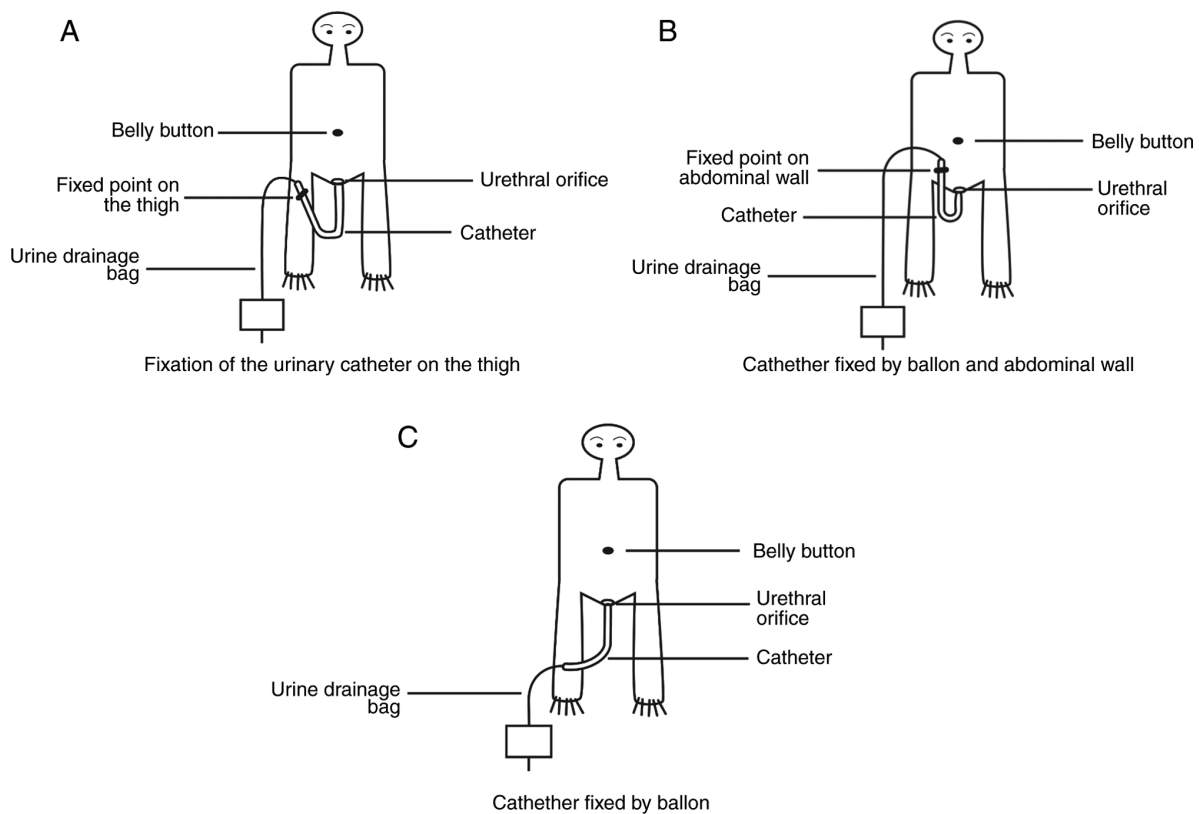 A
Belly button
Fixed point on
the thigh
Urethral orifice
Catheter
Urine drainage
bag
Fixation of the urinary catheter on the thigh
B
Belly button
Fixed point on
abdominal wall
Urethral
orifice
Catheter
Urine drainage
bag
Cathether fixed by ballon and abdominal wall
C
Belly button
Urethral
orifice
Catheter
Urine drainage
bag
Cathether fixed by ballon